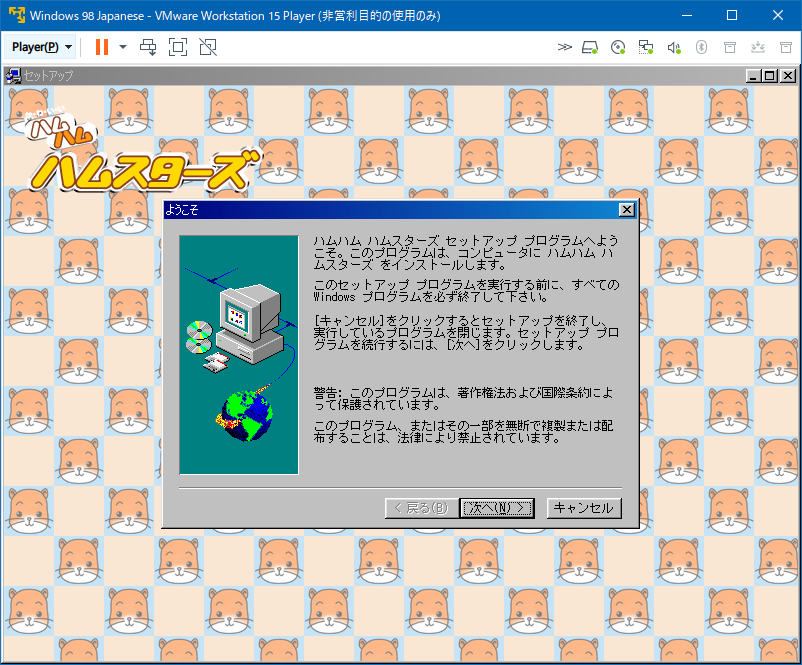 Windows 98 Japanese - VMware Workstation 15 Player (非営利目的の使用のみ)
Player(P)
セットアップ
ハムハム
ハムスターズ
ようこそ
ハムハム ハムスターズ セットアップ プログラムへよう
こそ。このプログラムは、コンピュータに ハムハム ハ
ムスターズ をインストールします。
このセットアップ プログラムを実行する前に、すべての
Windows プログラムを必ず終了して下さい。
[キャンセル]をクリックするとセットアップを終了し、
実行しているプログラムを閉じます。セットアップ プロ
グラムを続行するには、[次へ]をクリックします。
警告: このプログラムは、著作権法および国際条約によ
って保護されています。
このプログラム、またはその一部を無断で複製または配
布することは、法律により禁止されています。
< 戻る(B)
次へ(N) >
キャンセル